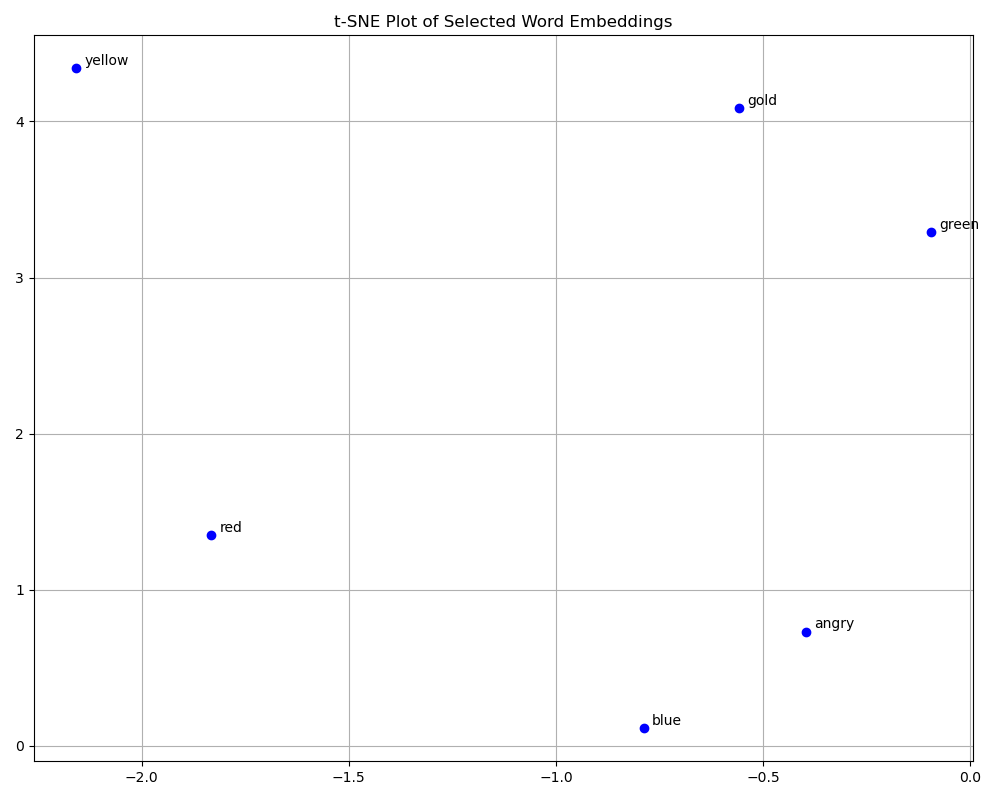 t-SNE Plot of Selected Word Embeddings
yellow
gold
4
green
3
2
red
1
angry
blue
0
−2.0 −1.5 −1.0 −0.5 0.0